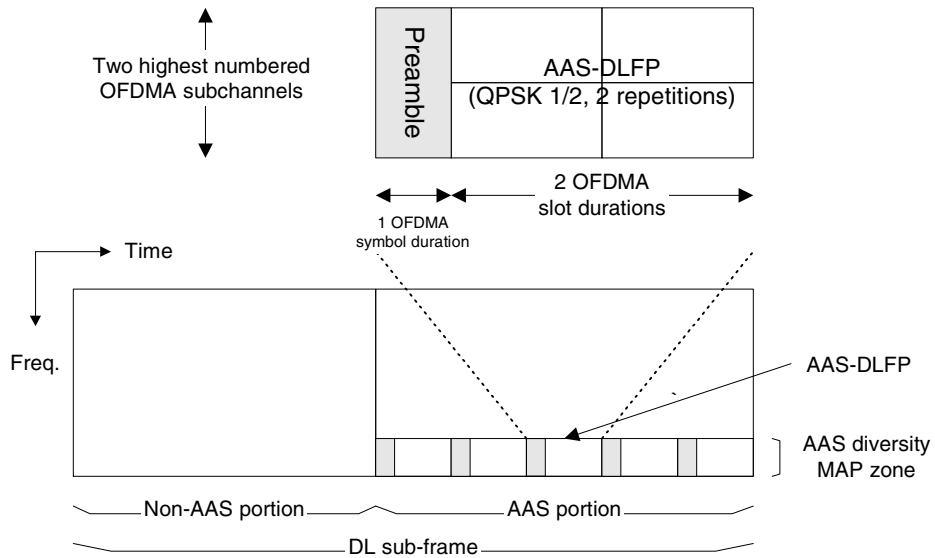 Two highest numbered
OFDMA subchannels
Preamble
AAS-DLFP
(QPSK 1/2, 2 repetitions)
2 OFDMA
slot durations
1 OFDMA
symbol duration
Time
Freq.
AAS-DLFP
AAS diversity
MAP zone
Non-AAS portion
AAS portion
DL sub-frame